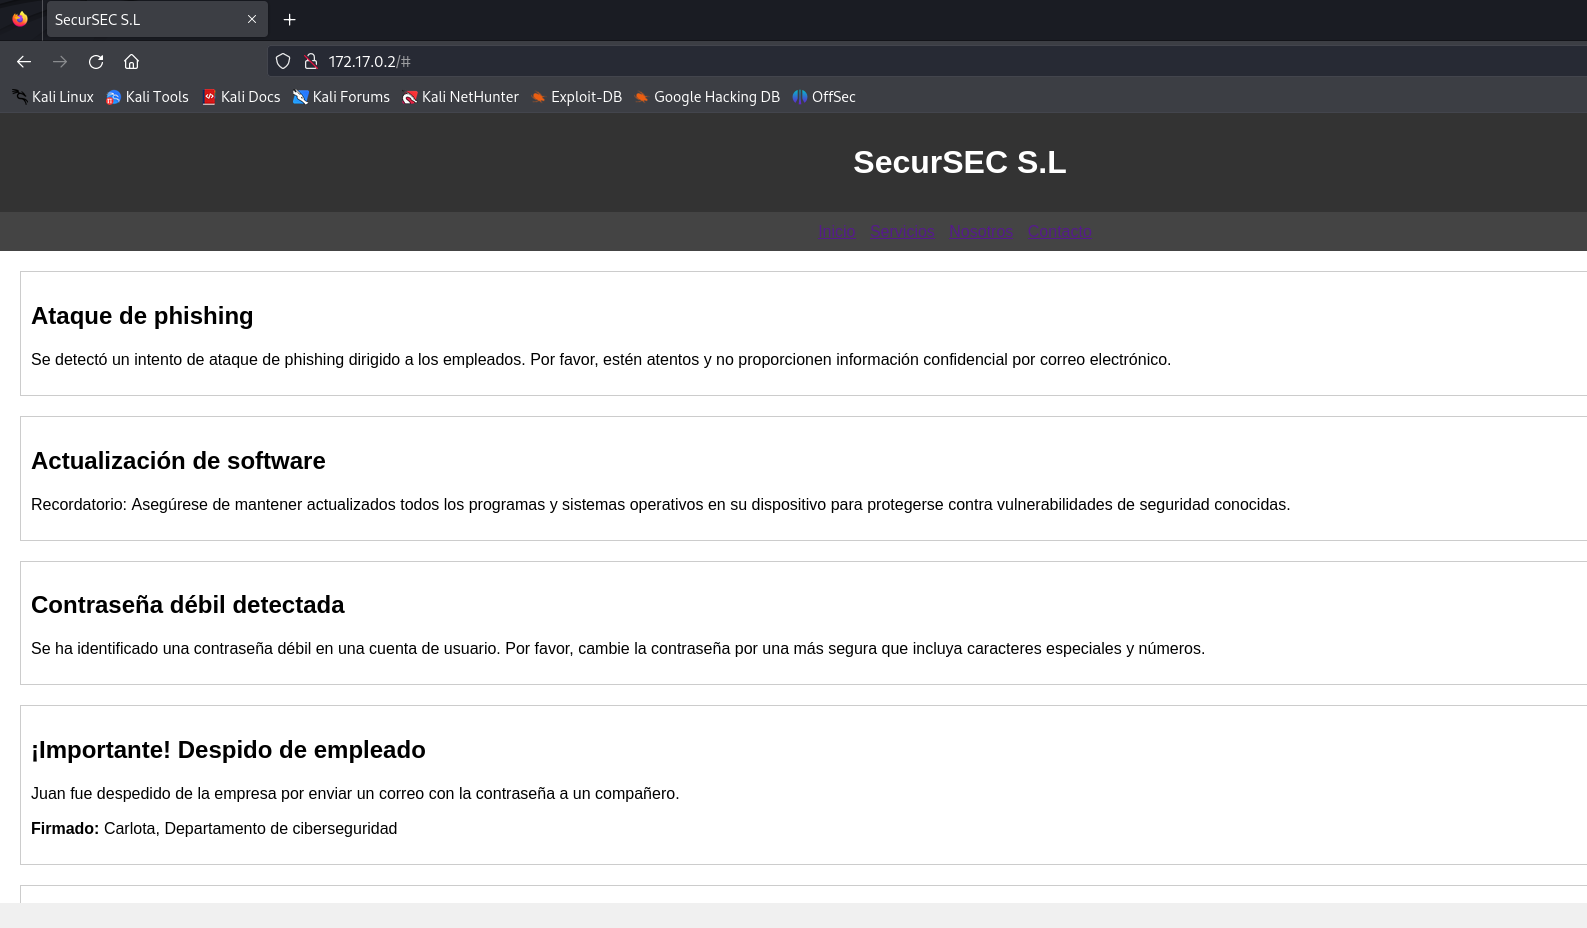 SecurSEC S.L
172.17.0.2/#
Kali Linux Kali Tools Kali Docs Kali Forums Kali NetHunter Exploit-DB Google Hacking DB OffSec
SecurSEC S.L
Inicio Servicios Nosotros Contacto
Ataque de phishing
Se detectó un intento de ataque de phishing dirigido a los empleados. Por favor, estén atentos y no proporcionen información confidencial por correo electrónico.
Actualización de software
Recordatorio: Asegúrese de mantener actualizados todos los programas y sistemas operativos en su dispositivo para protegerse contra vulnerabilidades de seguridad conocidas.
Contraseña débil detectada
Se ha identificado una contraseña débil en una cuenta de usuario. Por favor, cambie la contraseña por una más segura que incluya caracteres especiales y números.
¡Importante! Despido de empleado
Juan fue despedido de la empresa por enviar un correo con la contraseña a un compañero.
Firmado: Carlota, Departamento de ciberseguridad